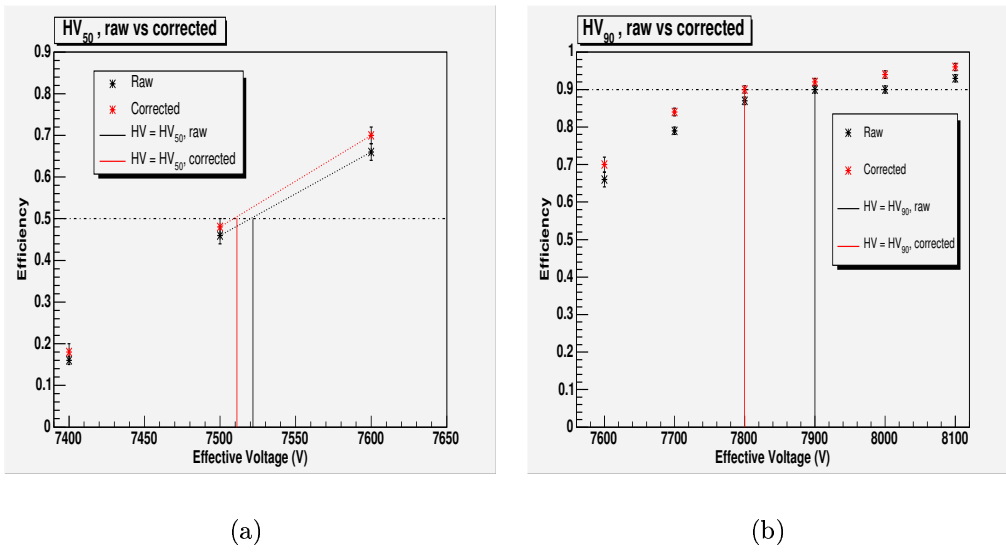 HV50 , raw vs corrected
0.9
0.8
0.7
0.6
0.5
0.4
0.3
0.2
0.1
0
Efficiency
Raw
Corrected
HV = HV50, raw
HV = HV50, corrected
7400 7450 7500 7550 7600 7650
Effective Voltage (V)
(a)
HV90 , raw vs corrected
1
0.9
0.8
0.7
0.6
0.5
0.4
0.3
0.2
0.1
0
Efficiency
Raw
Corrected
HV = HV90, raw
HV = HV90, corrected
7600 7700 7800 7900 8000 8100
Effective Voltage (V)
(b)